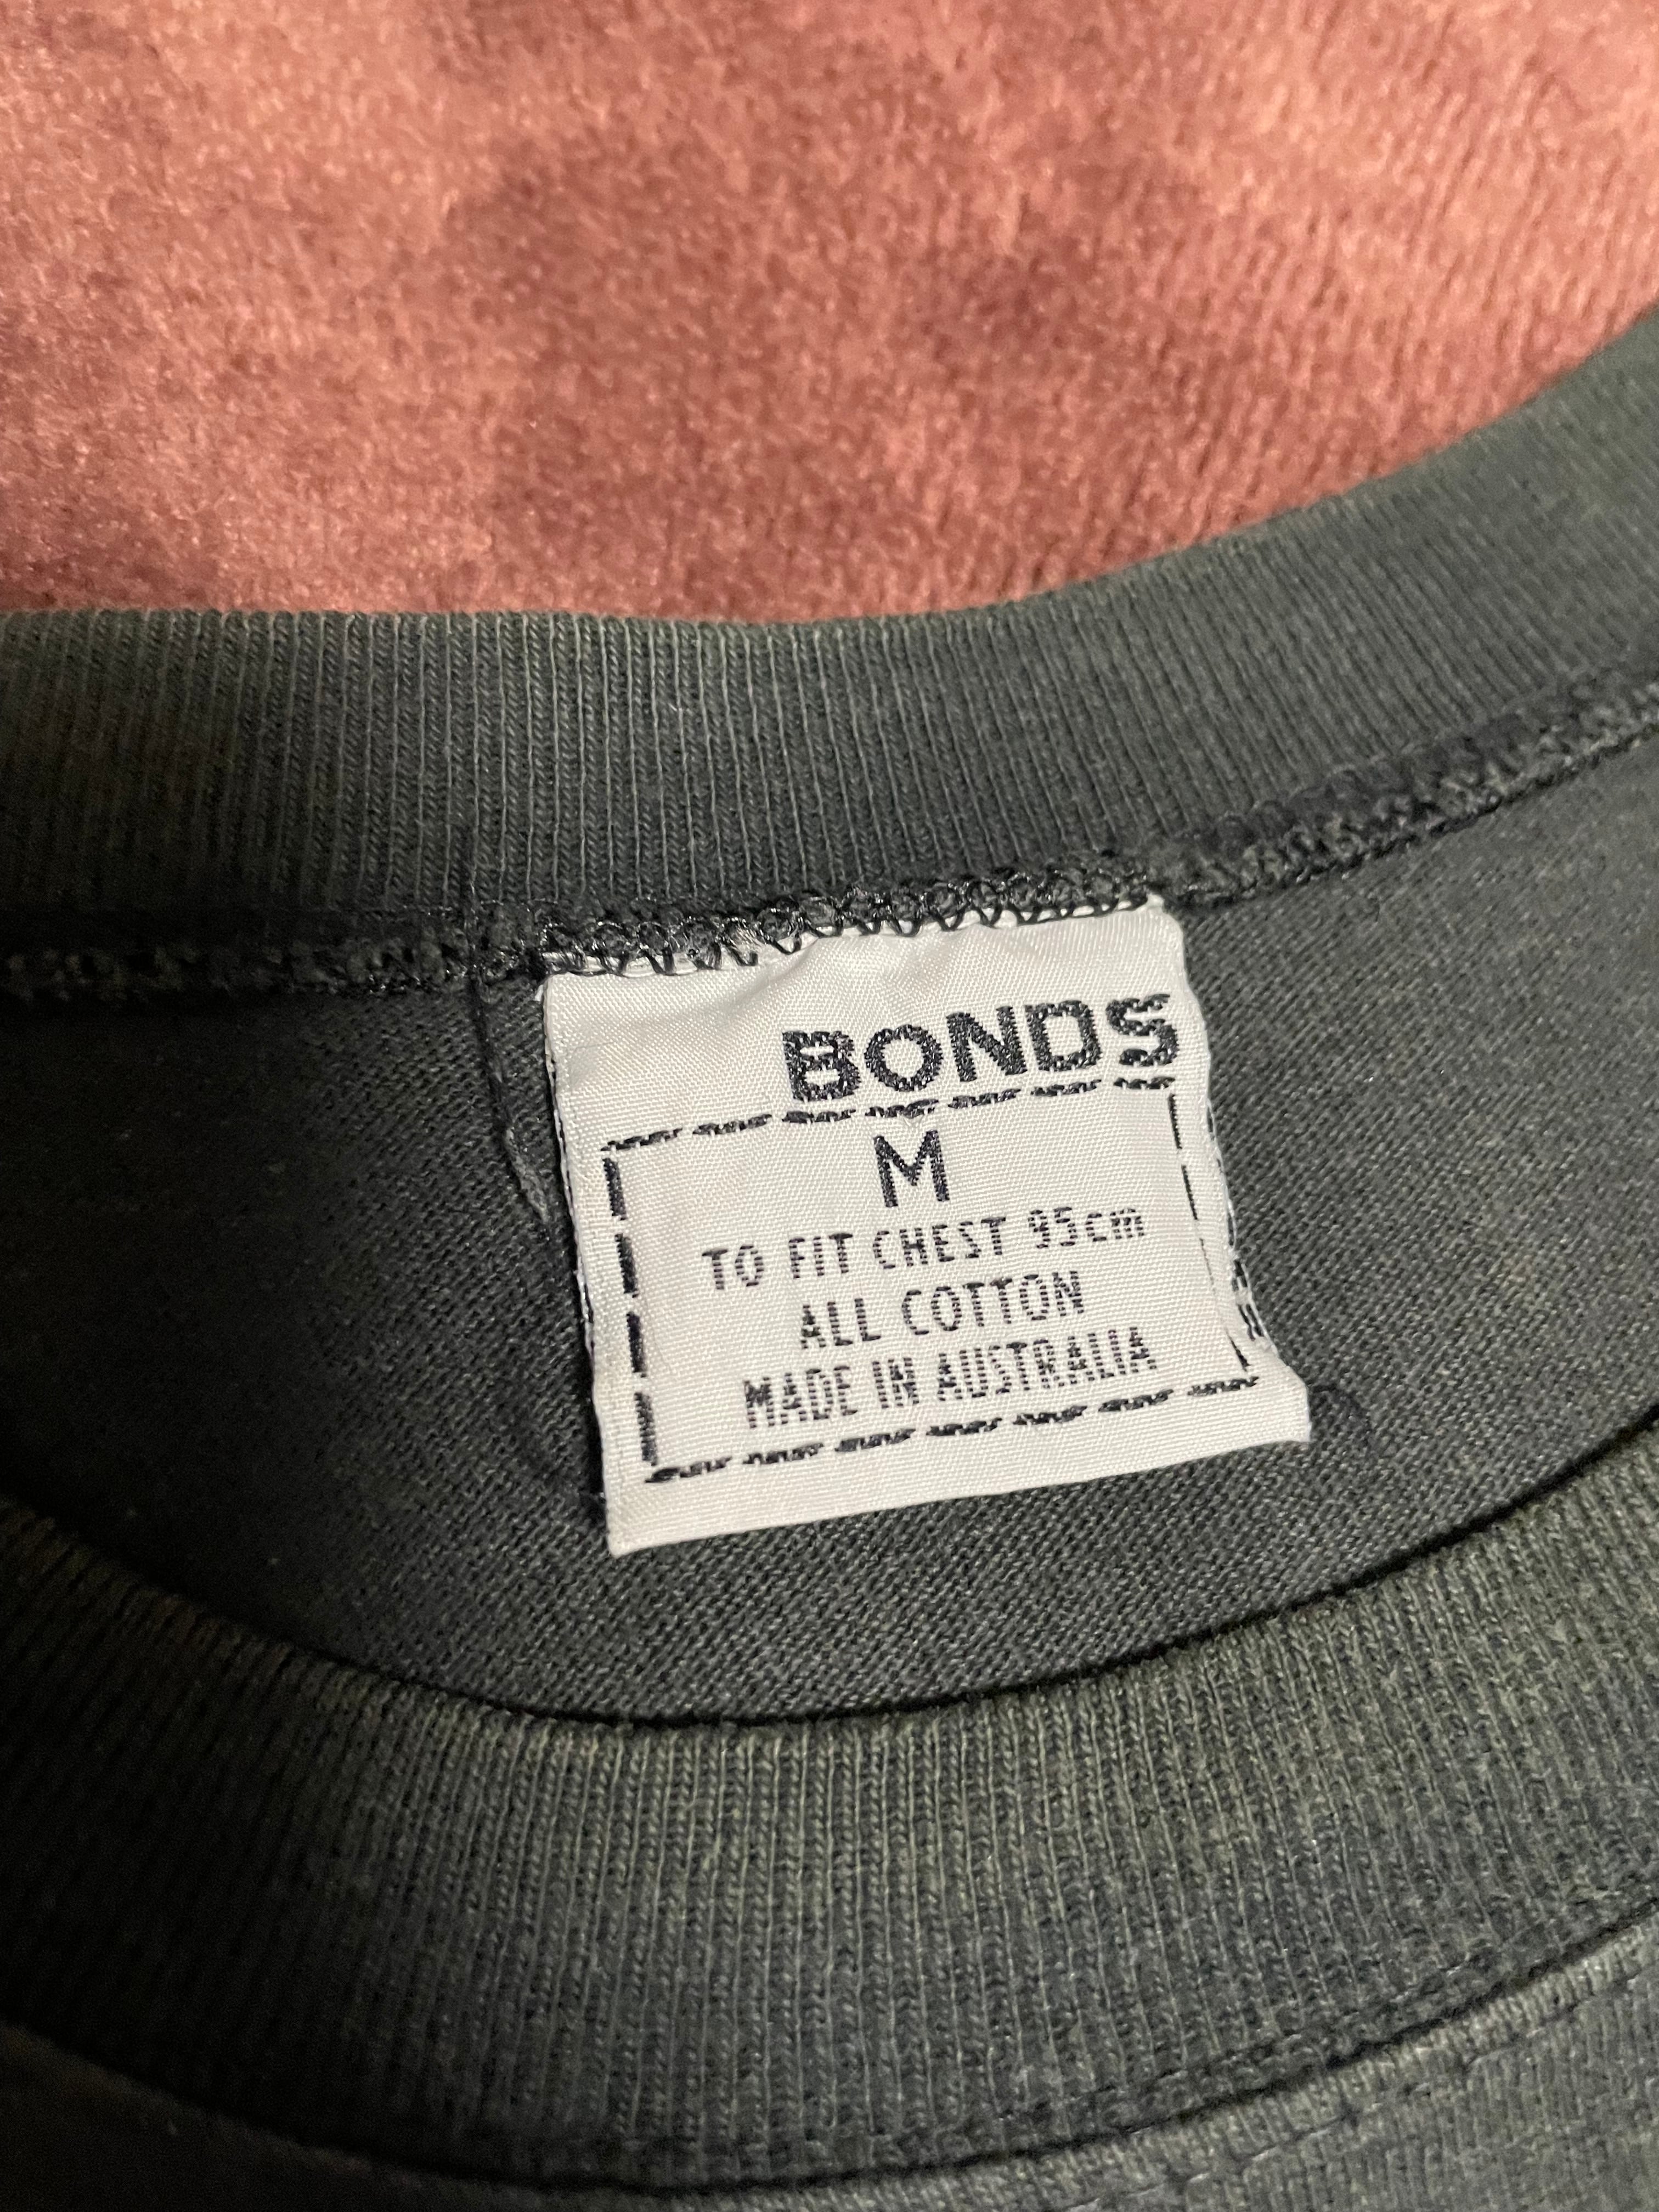 BONDS
M
TO FIT CHEST 95cm
ALL COTTON
MADE IN AUSTRALIA